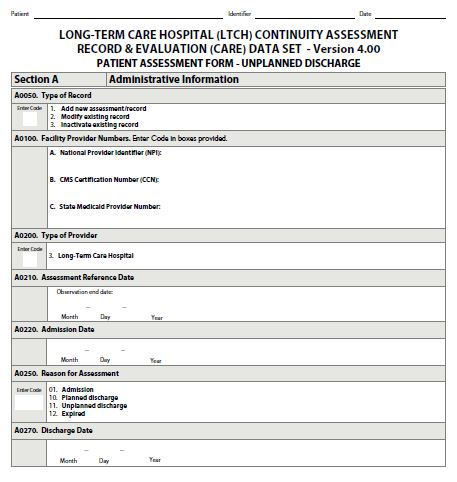 Patient Identifier Date
LONG-TERM CARE HOSPITAL (LTCH) CONTINUITY ASSESSMENT
RECORD & EVALUATION (CARE) DATA SET - Version 4.00
PATIENT ASSESSMENT FORM - UNPLANNED DISCHARGE
Section A Administrative Information
A0050. Type of Record
Enter Code
1. Add new assessment/record
2. Modify existing record
3. Inactivate existing record
A0100. Facility Provider Numbers. Enter Code in boxes provided.
A. National Provider Identifier (NPI):
B. CMS Certification Number (CCN):
C. State Medicaid Provider Number:
A0200. Type of Provider
Enter Code
3. Long-Term Care Hospital
A0210. Assessment Reference Date
Observation end date:
_ _
Month Day Year
A0220. Admission Date
_ _
Month Day Year
A0250. Reason for Assessment
Enter Code
01. Admission
10. Planned discharge
11. Unplanned discharge
12. Expired
A0270. Discharge Date
_ _
Month Day Year